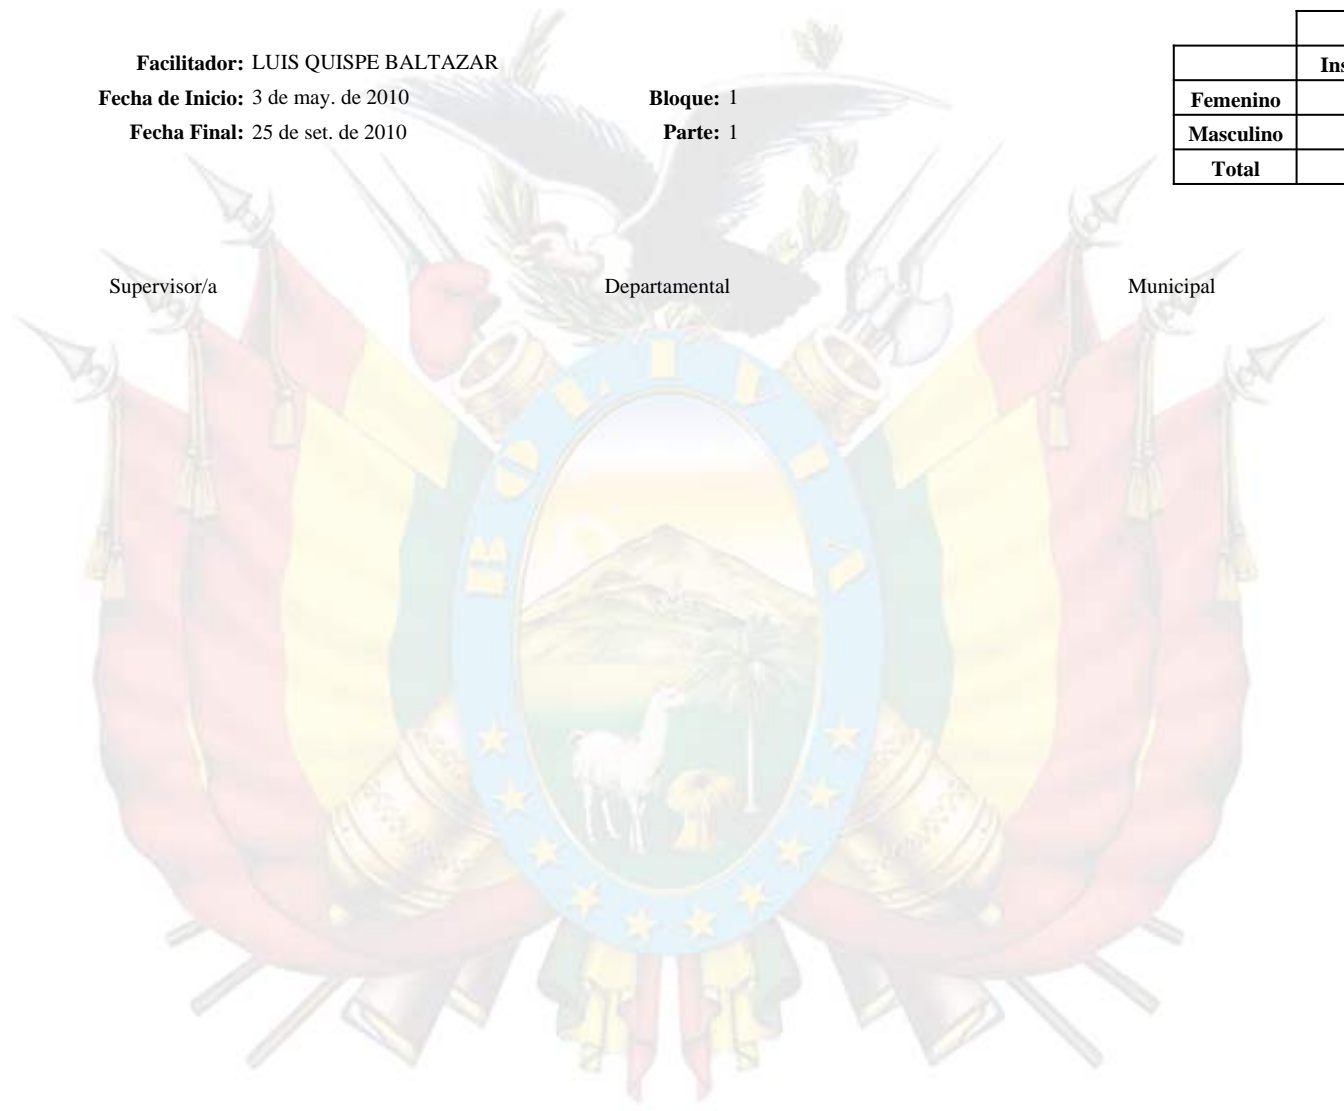 Facilitador: LUIS QUISPE BALTAZAR
Fecha de Inicio: 3 de may. de 2010 Bloque: 1
Fecha Final: 25 de set. de 2010 Parte: 1
Femenino
Masculino
Total
Supervisor/a Departamental Municipal
BOLIVIA